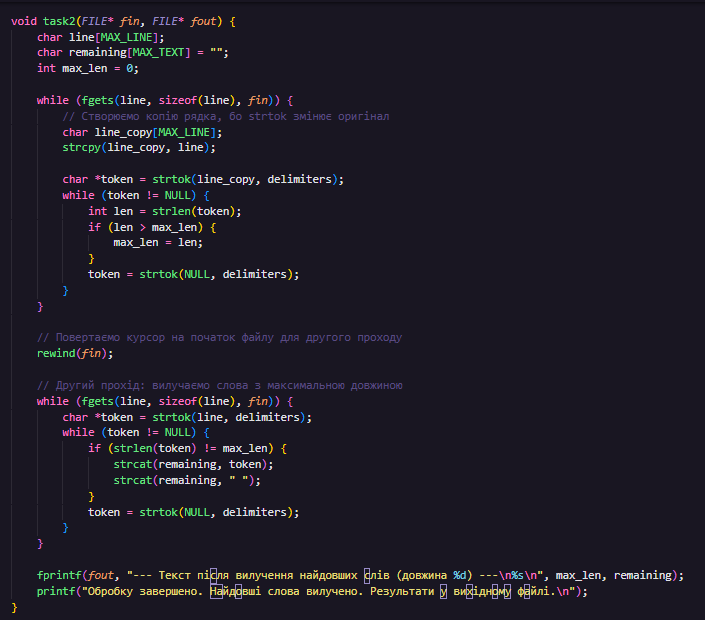 void task2(FILE* fin, FILE* fout) {
    char line[MAX_LINE];
    char remaining[MAX_TEXT] = "";
    int max_len = 0;

    while (fgets(line, sizeof(line), fin)) {
        // Створюємо копію рядка, бо strtok змінює оригінал
        char line_copy[MAX_LINE];
        strcpy(line_copy, line);

        char *token = strtok(line_copy, delimiters);
        while (token != NULL) {
            int len = strlen(token);
            if (len > max_len) {
                max_len = len;
            }
            token = strtok(NULL, delimiters);
        }
    }

    // Повертаємо курсор на початок файлу для другого проходу
    rewind(fin);

    // Другий прохід: вилучаємо слова з максимальною довжиною
    while (fgets(line, sizeof(line), fin)) {
        char *token = strtok(line, delimiters);
        while (token != NULL) {
            if (strlen(token) != max_len) {
                strcat(remaining, token);
                strcat(remaining, " ");
            }
            token = strtok(NULL, delimiters);
        }
    }

    fprintf(fout, "--- Текст після вилучення найдовших слів (довжина %d) ---\n%s\n", max_len, remaining);
    printf("Обробку завершено. Найдовші слова вилучено. Результати у вихідному файлі.\n");
}